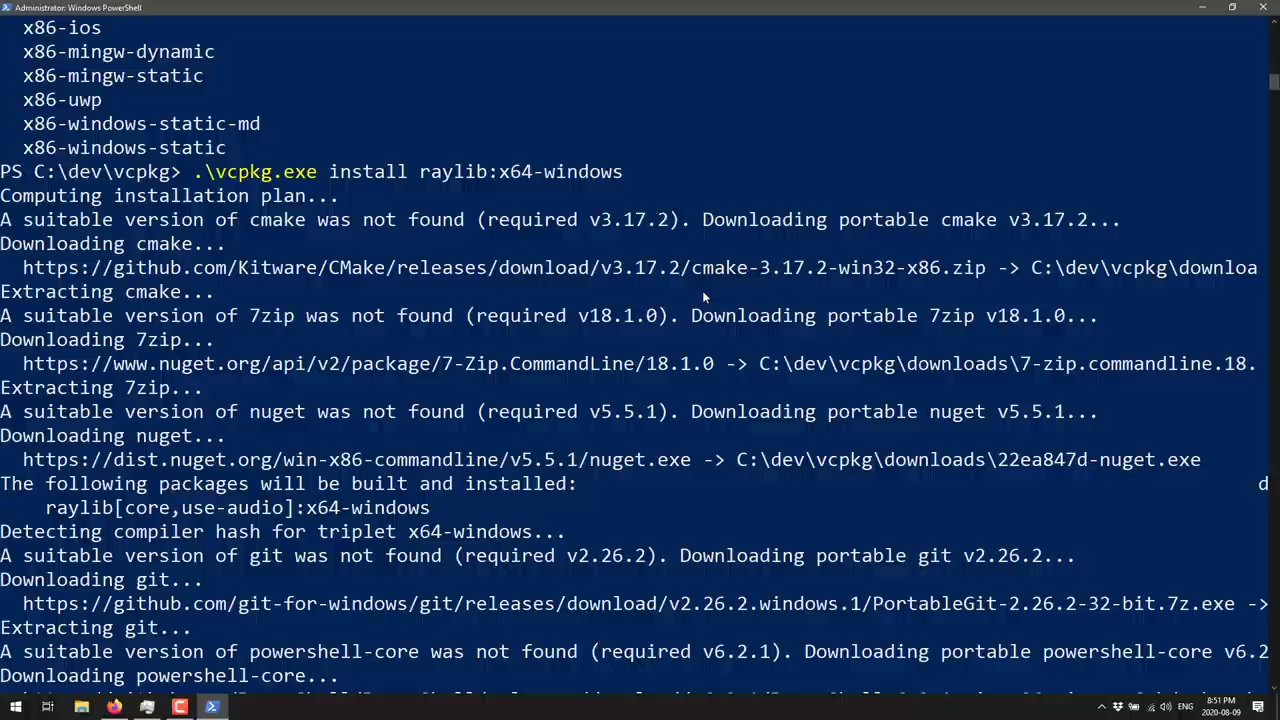 Administrator: Windows PowerShell
x86-ios
x86-mingw-dynamic
x86-mingw-static
x86-uwp
x86-windows-static-md
x86-windows-static
PS C:\dev\vcpkg> .\vcpkg.exe install raylib:x64-windows
Computing installation plan...
A suitable version of cmake was not found (required v3.17.2). Downloading portable cmake v3.17.2...
Downloading cmake...
https://github.com/Kitware/CMake/releases/download/v3.17.2/cmake-3.17.2-win32-x86.zip -> C:\dev\vcpkg\downloa
Extracting cmake...
A suitable version of 7zip was not found (required v18.1.0). Downloading portable 7zip v18.1.0...
Downloading 7zip...
https://www.nuget.org/api/v2/package/7-Zip.CommandLine/18.1.0 -> C:\dev\vcpkg\downloads\7-zip.commandline.18.
Extracting 7zip...
A suitable version of nuget was not found (required v5.5.1). Downloading portable nuget v5.5.1...
Downloading nuget...
https://dist.nuget.org/win-x86-commandline/v5.5.1/nuget.exe -> C:\dev\vcpkg\downloads\22ea847d-nuget.exe
The following packages will be built and installed: d
raylib[core,use-audio]:x64-windows
Detecting compiler hash for triplet x64-windows...
A suitable version of git was not found (required v2.26.2). Downloading portable git v2.26.2...
Downloading git...
https://github.com/git-for-windows/git/releases/download/v2.26.2.windows.1/PortableGit-2.26.2-32-bit.7z.exe ->
Extracting git...
A suitable version of powershell-core was not found (required v6.2.1). Downloading portable powershell-core v6.2
Downloading powershell-core...
ENG
8:51 PM
2020-08-09